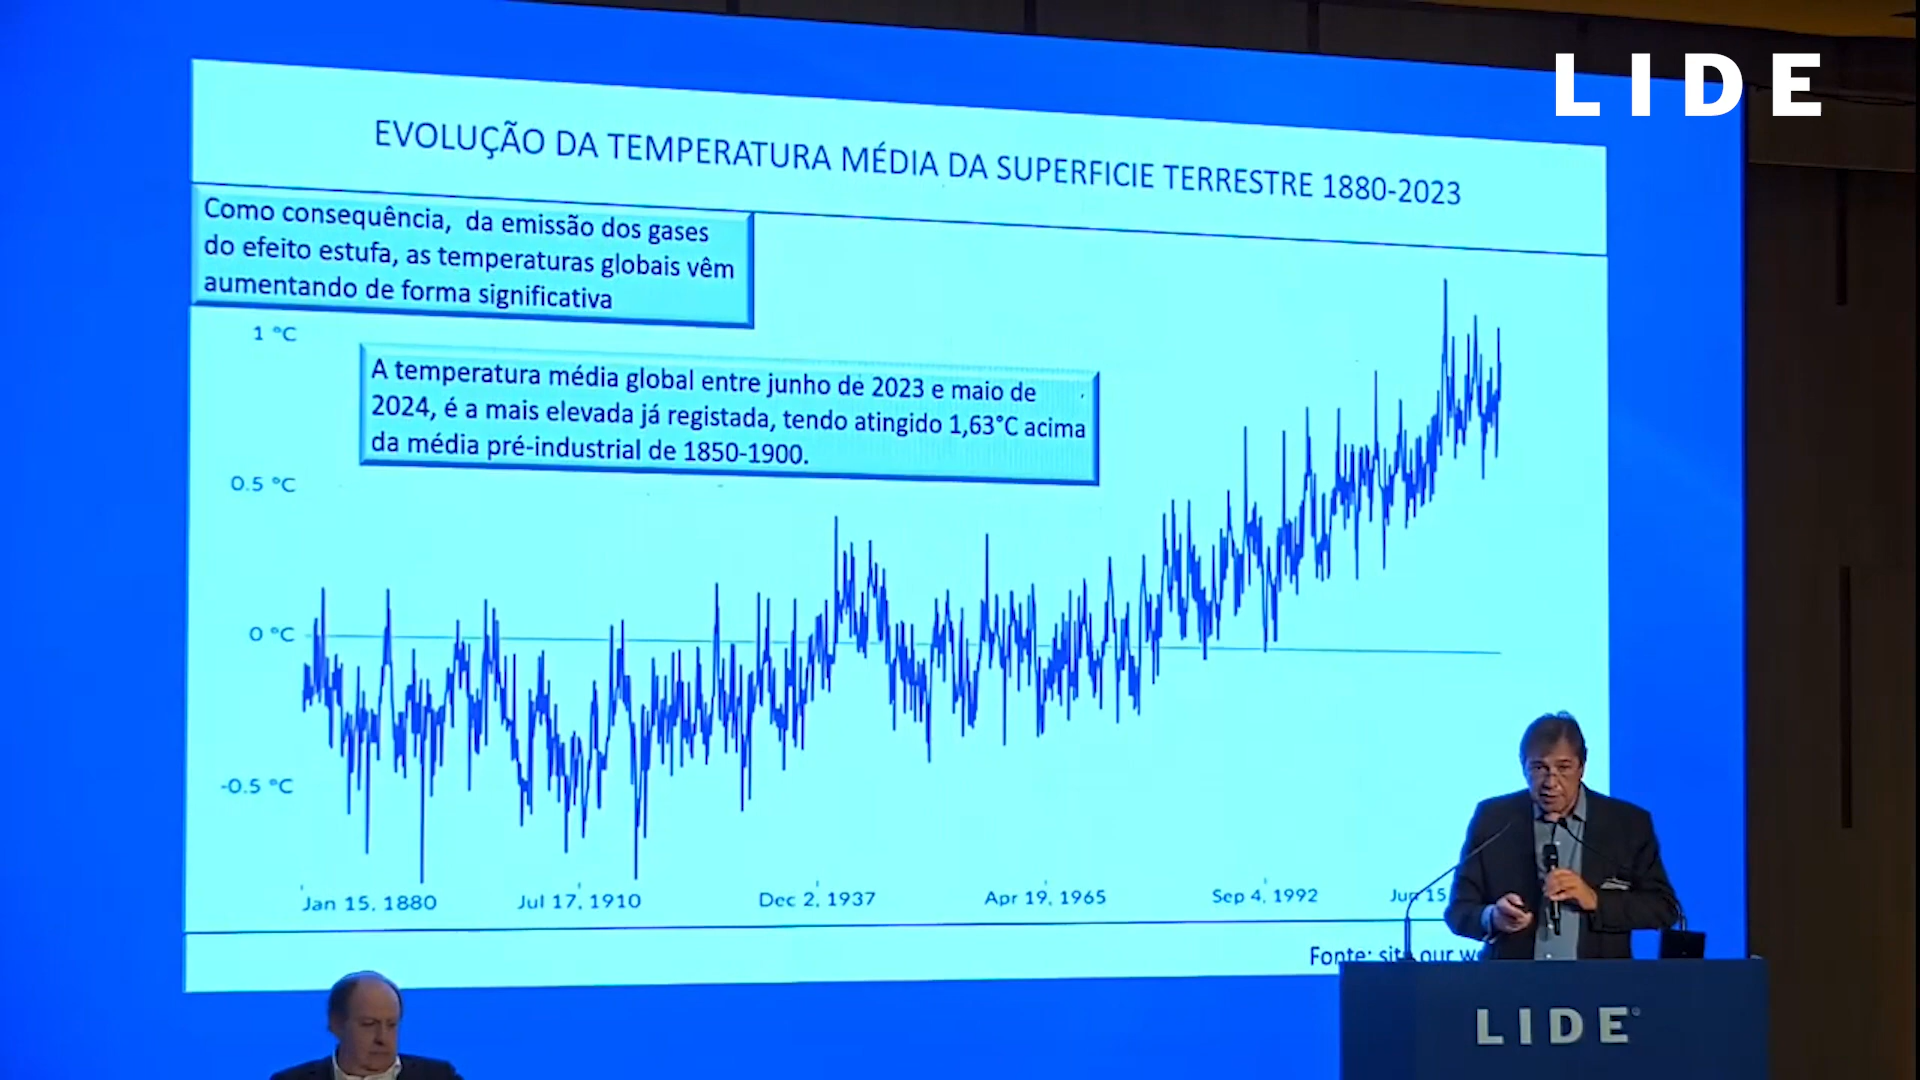 LIDE
EVOLUÇÃO DA TEMPERATURA MÉDIA DA SUPERFICIE TERRESTRE 1880-2023
Como consequência, da emissão dos gases
do efeito estufa, as temperaturas globais vêm
aumentando de forma significativa
1 °C
A temperatura média global entre junho de 2023 e maio de
2024, é a mais elevada já registada, tendo atingido 1,63°C acima
da média pré-industrial de 1850-1900.
0.5 °C
0 °C
-0.5 °C
Jan 15, 1880 Jul 17, 1910 Dec 2, 1937 Apr 19, 1965 Sep 4, 1992 Jun 15
Fonte: site our
LIDE